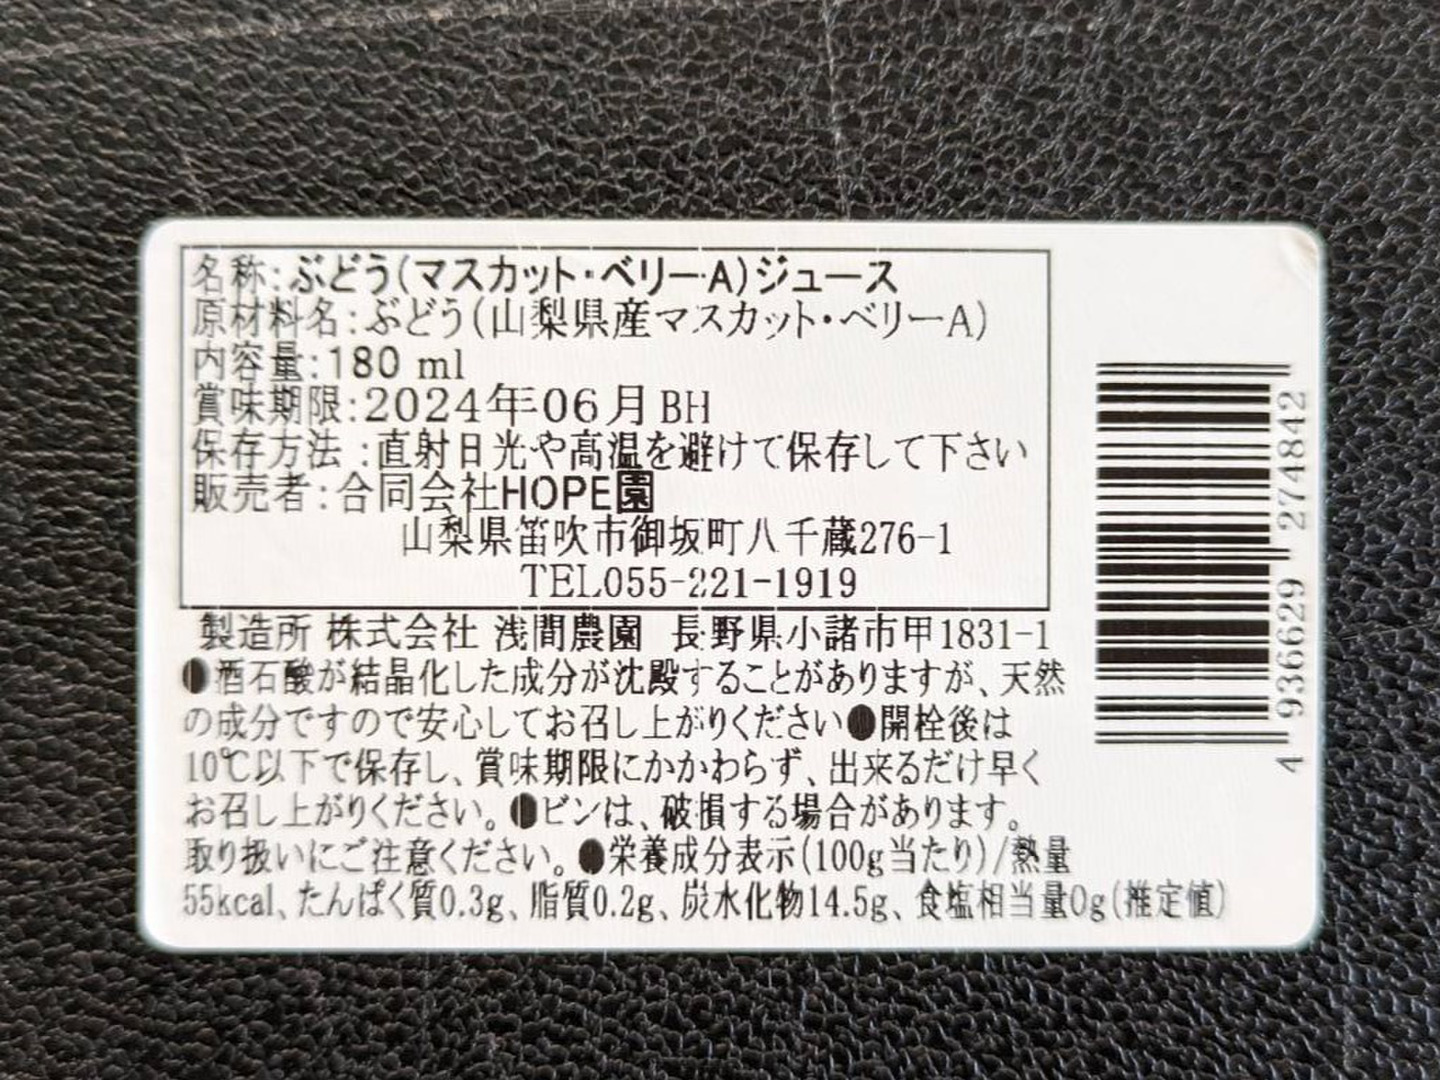 名称:ぶどう(マスカット・ベリーA)ジュース
原材料名:ぶどう(山梨県産マスカット・ベリーA)
内容量:180 ml
賞味期限:2024年06月BH
保存方法:直射日光や高温を避けて保存して下さい
販売者:合同会社HOPE園
山梨県笛吹市御坂町八千蔵276-1
TEL055-221-1919
製造所 株式会社 浅間農園 長野県小諸市甲1831-1
●酒石酸が結晶化した成分が沈殿することがありますが、天然
の成分ですので安心してお召し上がりください●開栓後は
10℃以下で保存し、賞味期限にかかわらず、出来るだけ早く
お召し上がりください。●ビンは、破損する場合があります。
取り扱いにご注意ください。●栄養成分表示(100g当たり)/熱量
55kcal、たんぱく質0.3g、脂質0.2g、炭水化物14.5g、食塩相当量0g(推定値)
4 936629 274842